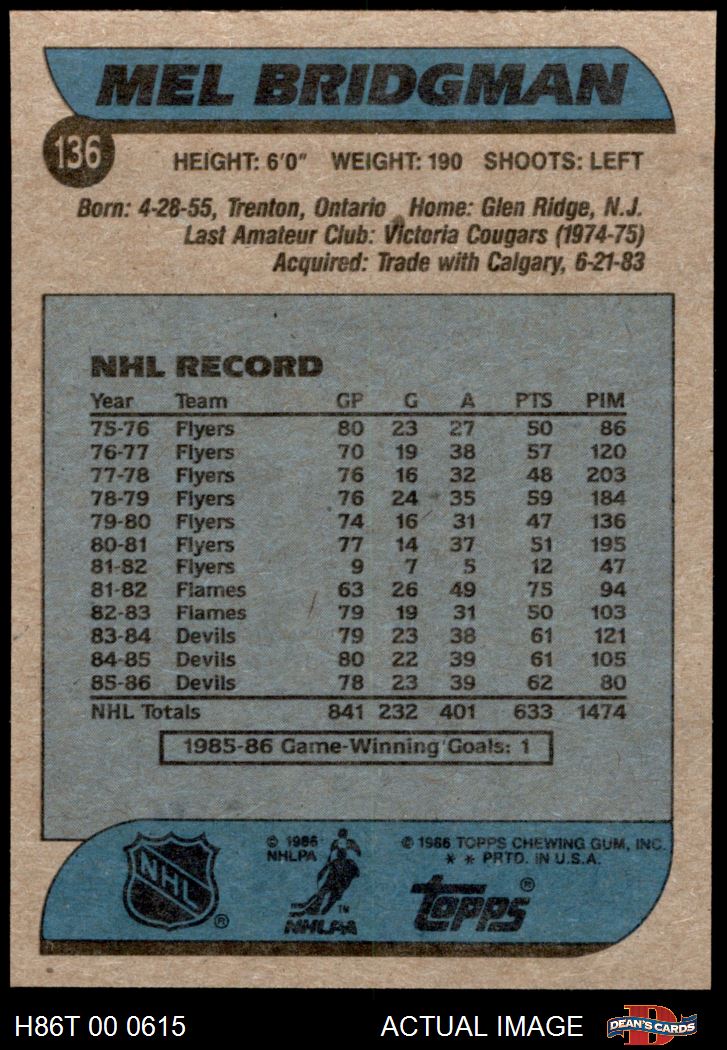 MEL BRIDGMAN
136
HEIGHT: 6'0" WEIGHT: 190 SHOOTS: LEFT
Born: 4-28-55, Trenton, Ontario Home: Glen Ridge, N.J.
Last Amateur Club: Victoria Cougars (1974-75)
Acquired: Trade with Calgary, 6-21-83
NHL RECORD
Year Team GP G A PTS PIM
75-76 Flyers 80 23 27 50 86
76-77 Flyers 70 19 38 57 120
77-78 Flyers 76 16 32 48 203
78-79 Flyers 76 24 35 59 184
79-80 Flyers 74 16 31 47 136
80-81 Flyers 77 14 37 51 195
81-82 Flyers 9 7 5 12 47
81-82 Flames 63 26 49 75 94
82-83 Flames 79 19 31 50 103
83-84 Devils 79 23 38 61 121
84-85 Devils 80 22 39 61 105
85-86 Devils 78 23 39 62 80
NHL Totals 841 232 401 633 1474
1985-86 Game-Winning Goals: 1
NHL ®
© 1986
NHLPA
TM
NHLPA
© 1986 TOPPS CHEWING GUM, INC.
* * PRTD. IN U.S.A.
TOPPS ®
H86T 00 0615 ACTUAL IMAGE DEAN'S CARDS